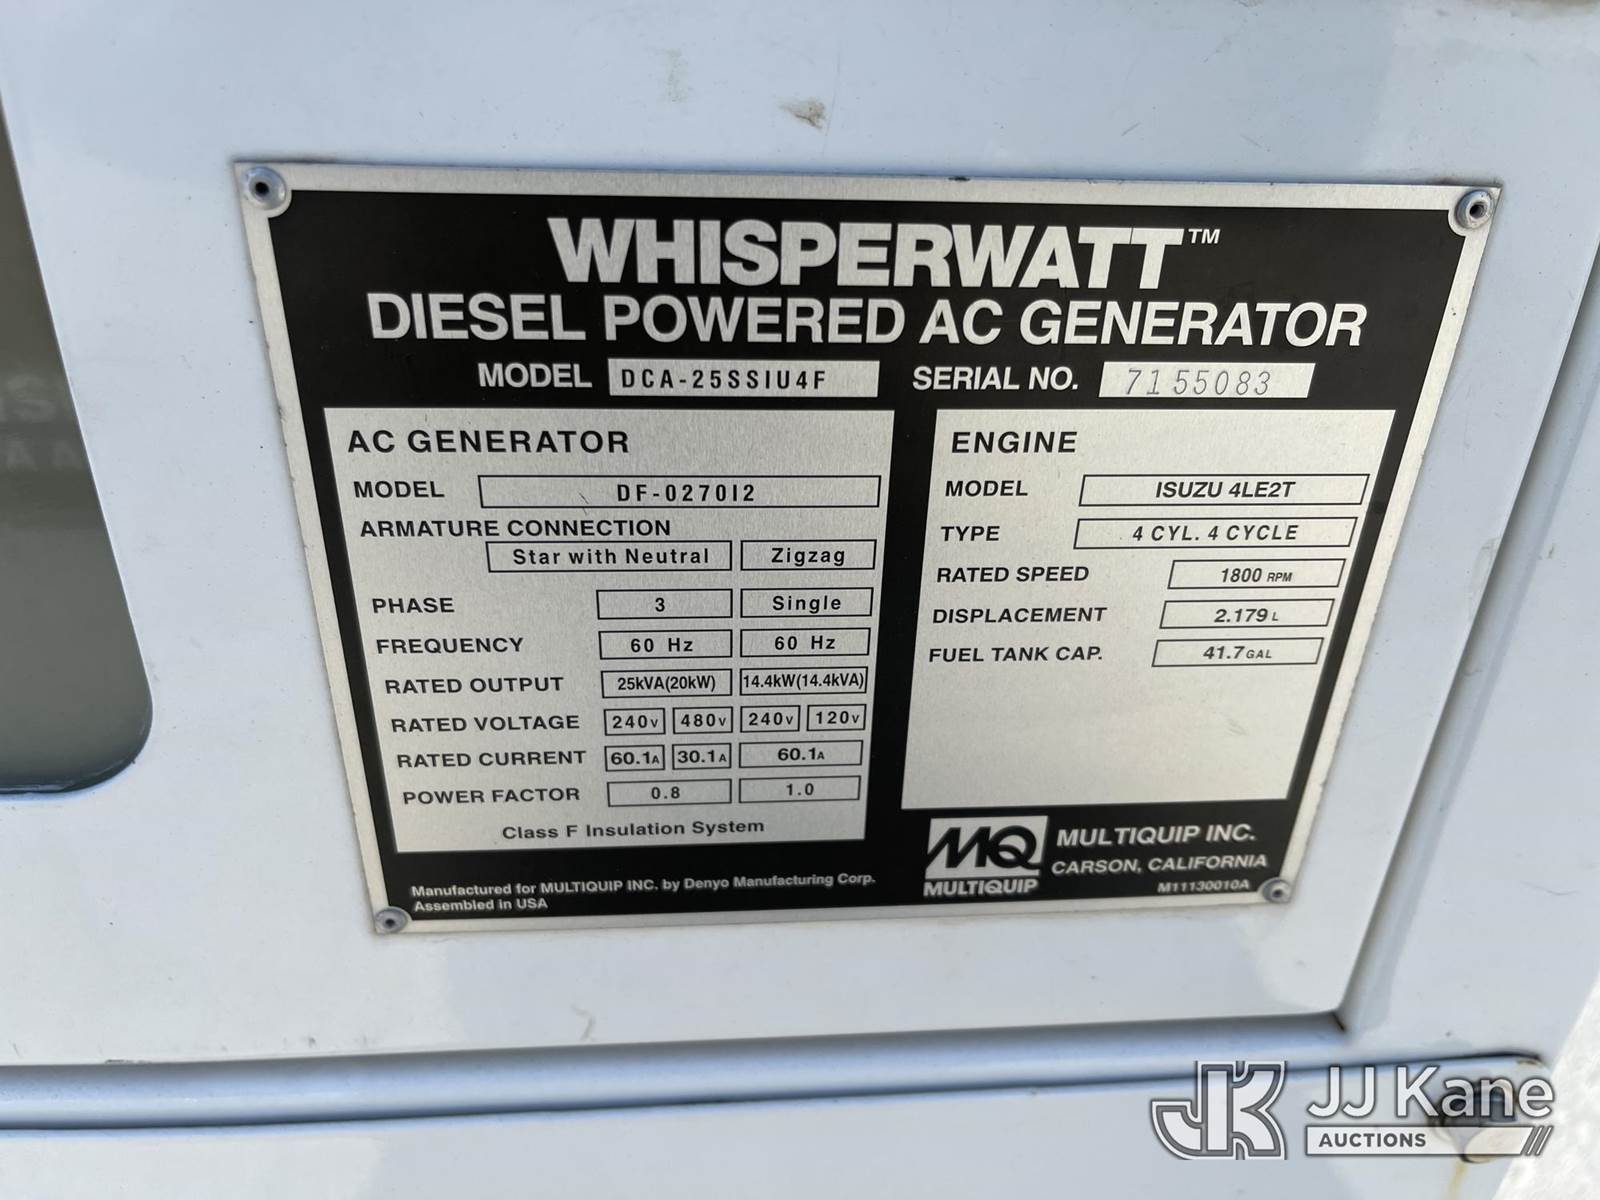 WHISPERWATT™
DIESEL POWERED AC GENERATOR
MODEL DCA-25SSIU4F SERIAL NO. 7155083
AC GENERATOR
MODEL DF-0270I2
ARMATURE CONNECTION
Star with Neutral Zigzag
PHASE 3 Single
FREQUENCY 60 Hz 60 Hz
RATED OUTPUT 25kVA(20kW) 14.4kW(14.4kVA)
RATED VOLTAGE 240V 480V 240V 120V
RATED CURRENT 60.1A 30.1A 60.1A
POWER FACTOR 0.8 1.0
Class F Insulation System
ENGINE
MODEL ISUZU 4LE2T
TYPE 4 CYL. 4 CYCLE
RATED SPEED 1800 RPM
DISPLACEMENT 2.179 L
FUEL TANK CAP. 41.7 GAL
Manufactured for MULTIQUIP INC. by Denyo Manufacturing Corp.
Assembled in USA
MQ
MULTIQUIP
MULTIQUIP INC.
CARSON, CALIFORNIA
M11130010A
JK
JJ Kane
AUCTIONS